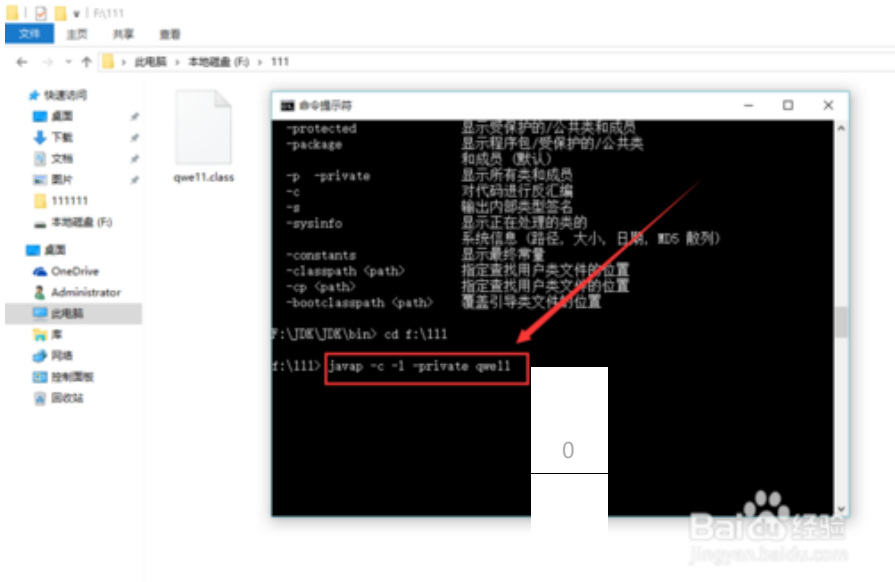 F:\111
文件 主页 共享 查看
此电脑 本地磁盘 (F:) 111
快速访问
桌面
下载
文档
图片
111111
本地磁盘 (F:)
桌面
OneDrive
Administrator
此电脑
库
网络
控制面板
回收站
qwe11.class
命令提示符
-protected 显示受保护的/公共类和成员
-package 显示程序包/受保护的/公共类
和成员 (默认)
-p -private 显示所有类和成员
-c 对代码进行反汇编
-s 输出内部类型签名
-sysinfo 显示正在处理的类的
系统信息 (路径, 大小, 日期, MD5 散列)
-constants 显示最终常量
-classpath <path> 指定查找用户类文件的位置
-cp <path> 指定查找用户类文件的位置
-bootclasspath <path> 覆盖引导类文件的位置
F:\JDK\JDK\bin> cd f:\111
f:\111> javap -c -l -private qwe11
0
Baidu 经验
jingyan.baidu.com